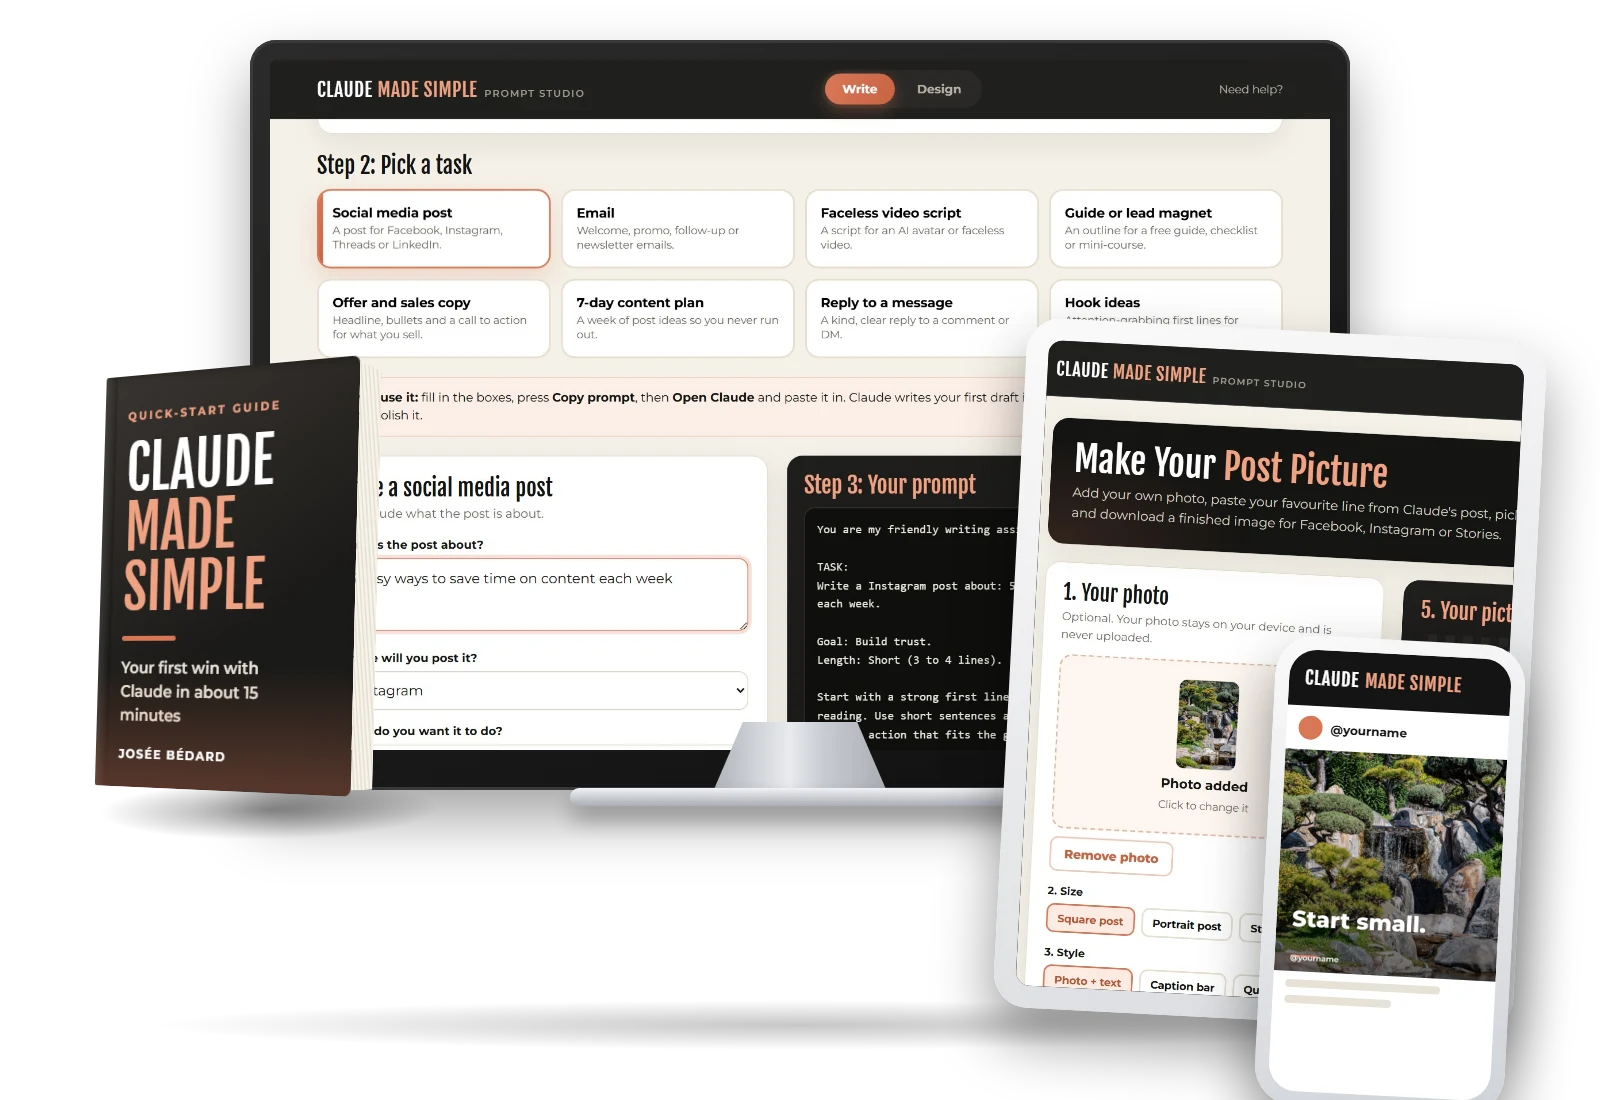 CLAUDE MADE SIMPLE PROMPT STUDIO
Write
Design
Need help?
Step 2: Pick a task
Social media post
A post for Facebook, Instagram,
Threads or LinkedIn.
Email
Welcome, promo, follow-up or
newsletter emails.
Faceless video script
A script for an AI avatar or faceless
video.
Guide or lead magnet
An outline for a free guide, checklist
or mini-course.
Offer and sales copy
Headline, bullets and a call to action
for what you sell.
7-day content plan
A week of post ideas so you never run
out.
Reply to a message
A kind, clear reply to a comment or
DM.
Hook ideas
Attention-grabbing first lines for
use it: fill in the boxes, press Copy prompt, then Open Claude and paste it in. Claude writes your first draft
olish it.
e a social media post
ude what the post is about.
s the post about?
sy ways to save time on content each week
will you post it?
tagram
do you want it to do?
Step 3: Your prompt
You are my friendly writing ass
TASK:
Write a Instagram post about: 5
each week.
Goal: Build trust.
Length: Short (3 to 4 lines).
Start with a strong first line
reading. Use short sentences a
action that fits the g
QUICK-START GUIDE
CLAUDE
MADE
SIMPLE
Your first win with
Claude in about 15
minutes
JOSÉE BÉDARD
CLAUDE MADE SIMPLE PROMPT STUDIO
Make Your Post Picture
Add your own photo, paste your favourite line from Claude's post, pic
and download a finished image for Facebook, Instagram or Stories.
1. Your photo
Optional. Your photo stays on your device and is
never uploaded.
Photo added
Click to change it
Remove photo
2. Size
Square post
Portrait post
St
3. Style
Photo + text
Caption bar
Qu
5. Your pict
CLAUDE MADE SIMPLE
@yourname
Start small.
@yourname